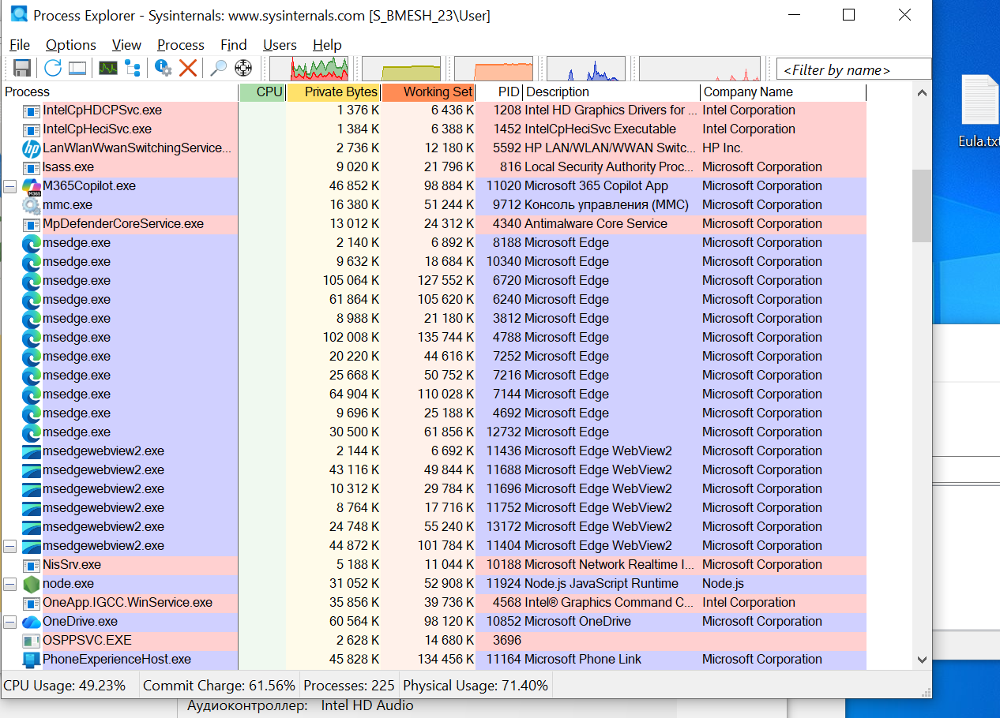 Process Explorer - Sysinternals: www.sysinternals.com [S_BMESH_23\User]
File Options View Process Find Users Help
<Filter by name>
Process CPU Private Bytes Working Set PID Description Company Name
IntelCpHDCPSvc.exe 1 376 K 6 436 K 1208 Intel HD Graphics Drivers for ... Intel Corporation
IntelCpHeciSvc.exe 1 384 K 6 388 K 1452 IntelCpHeciSvc Executable Intel Corporation
LanWlanWwanSwitchingService... 2 736 K 12 180 K 5592 HP LAN/WLAN/WWAN Switc... HP Inc.
lsass.exe 9 020 K 21 796 K 816 Local Security Authority Proc... Microsoft Corporation
M365Copilot.exe 46 852 K 98 884 K 11020 Microsoft 365 Copilot App Microsoft Corporation
mmc.exe 16 380 K 51 244 K 9712 Консоль управления (MMC) Microsoft Corporation
MpDefenderCoreService.exe 13 012 K 24 312 K 4340 Antimalware Core Service Microsoft Corporation
msedge.exe 2 140 K 6 892 K 8188 Microsoft Edge Microsoft Corporation
msedge.exe 9 632 K 18 684 K 10340 Microsoft Edge Microsoft Corporation
msedge.exe 105 064 K 127 552 K 6720 Microsoft Edge Microsoft Corporation
msedge.exe 61 864 K 105 620 K 6240 Microsoft Edge Microsoft Corporation
msedge.exe 8 988 K 21 180 K 3812 Microsoft Edge Microsoft Corporation
msedge.exe 102 008 K 135 744 K 4788 Microsoft Edge Microsoft Corporation
msedge.exe 20 220 K 44 616 K 7252 Microsoft Edge Microsoft Corporation
msedge.exe 25 668 K 50 752 K 7216 Microsoft Edge Microsoft Corporation
msedge.exe 64 904 K 110 028 K 7144 Microsoft Edge Microsoft Corporation
msedge.exe 9 696 K 25 188 K 4692 Microsoft Edge Microsoft Corporation
msedge.exe 30 500 K 61 856 K 12732 Microsoft Edge Microsoft Corporation
msedgewebview2.exe 2 144 K 6 692 K 11436 Microsoft Edge WebView2 Microsoft Corporation
msedgewebview2.exe 43 116 K 49 844 K 11688 Microsoft Edge WebView2 Microsoft Corporation
msedgewebview2.exe 10 312 K 29 784 K 11696 Microsoft Edge WebView2 Microsoft Corporation
msedgewebview2.exe 8 764 K 17 716 K 11752 Microsoft Edge WebView2 Microsoft Corporation
msedgewebview2.exe 24 748 K 55 240 K 13172 Microsoft Edge WebView2 Microsoft Corporation
msedgewebview2.exe 44 872 K 101 784 K 11404 Microsoft Edge WebView2 Microsoft Corporation
NisSrv.exe 5 188 K 11 044 K 10188 Microsoft Network Realtime I... Microsoft Corporation
node.exe 31 052 K 52 908 K 11924 Node.js JavaScript Runtime Node.js
OneApp.IGCC.WinService.exe 35 856 K 39 736 K 4568 Intel® Graphics Command C... Intel Corporation
OneDrive.exe 60 564 K 98 120 K 10852 Microsoft OneDrive Microsoft Corporation
OSPPSVC.EXE 2 628 K 14 680 K 3696
PhoneExperienceHost.exe 45 828 K 134 456 K 11164 Microsoft Phone Link Microsoft Corporation
CPU Usage: 49.23% Commit Charge: 61.56% Processes: 225 Physical Usage: 71.40%
Аудиоконтроллер: Intel HD Audio
Eula.txt